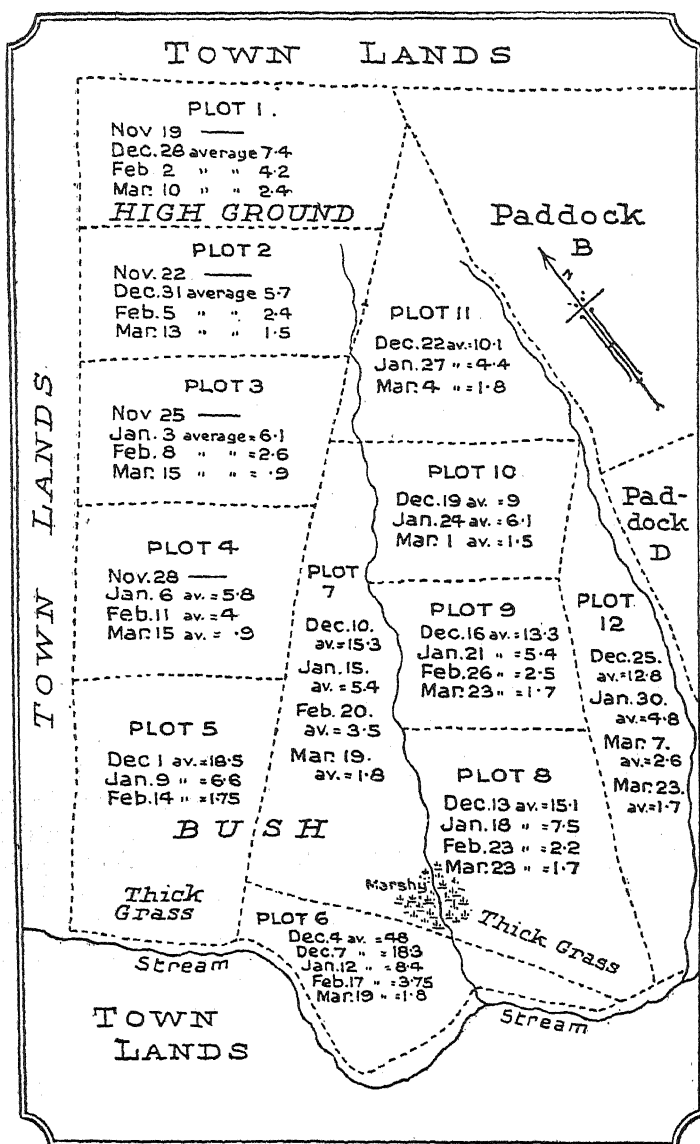 TOWN LANDS
PLOT 1.
Nov 19 —
Dec. 28 average 7·4
Feb 2 " " 4·2
Mar. 10 " " 2·4
HIGH GROUND
PLOT 2
Nov. 22 —
Dec. 31 average 5·7
Feb. 5 " " 2·4
Mar. 13 " " 1·5
PLOT 3
Nov 25 —
Jan. 3 average = 6·1
Feb. 8 " " = 2·6
Mar. 15 " " = ·9
PLOT 4
Nov. 28 —
Jan. 6 av. = 5·8
Feb. 11 av. = 4
Mar. 15 av. = ·9
PLOT 5
Dec 1 av. = 18·5
Jan. 9 " = 6·6
Feb. 14 " = 1·75
BUSH
Thick
Grass
TOWN LANDS
Paddock
B
N
PLOT 11
Dec. 22 av. = 10·1
Jan. 27 " = 4·4
Mar. 4 " = 1·8
PLOT 10
Dec. 19 av. = 9
Jan. 24 av. = 6·1
Mar. 1 av. = 1·5
Pad-
dock
D
PLOT
7
Dec. 10.
av. = 15·3
Jan. 15.
av. = 5·4
Feb. 20.
av. = 3·5
Mar. 19.
av. = 1·8
PLOT 9
Dec. 16 av. = 13·3
Jan. 21 " = 5·4
Feb. 26 " = 2·5
Mar. 23 " = 1·7
PLOT
12
Dec. 25.
av. = 12·8
Jan. 30.
av. = 4·8
Mar. 7.
av. = 2·6
Mar. 23.
av. = 1·7
PLOT 8
Dec. 13 av. = 15·1
Jan. 18 " = 7·5
Feb. 23 " = 2·2
Mar. 23 " = 1·7
Marshy
Thick Grass
PLOT 6
Dec. 4 av. = 48
Dec. 7 " = 18·3
Jan. 12 " = 8·4
Feb. 17 " = 3·75
Mar. 19 " = 1·8
Stream
Stream
TOWN
LANDS